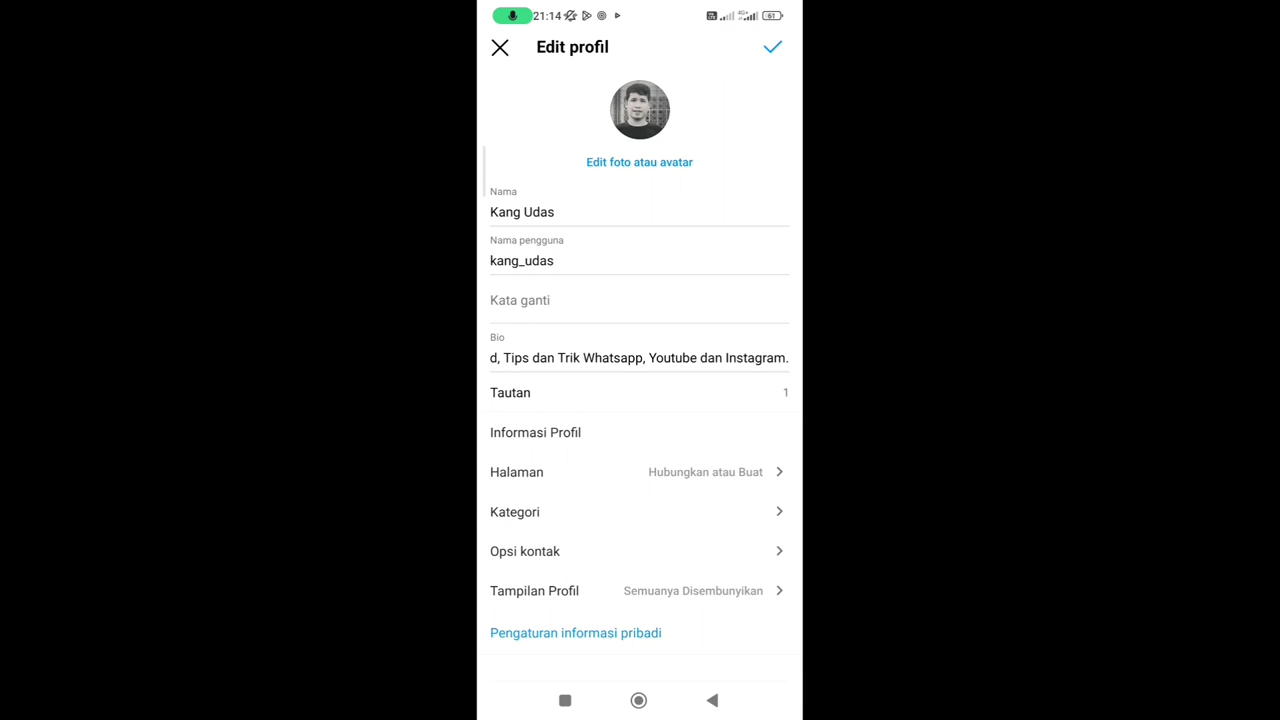 21:14 4G+ 61
Edit profil
Edit foto atau avatar
Nama
Kang Udas
Nama pengguna
kang_udas
Kata ganti
Bio
d, Tips dan Trik Whatsapp, Youtube dan Instagram.
Tautan 1
Informasi Profil
Halaman Hubungkan atau Buat
Kategori
Opsi kontak
Tampilan Profil Semuanya Disembunyikan
Pengaturan informasi pribadi